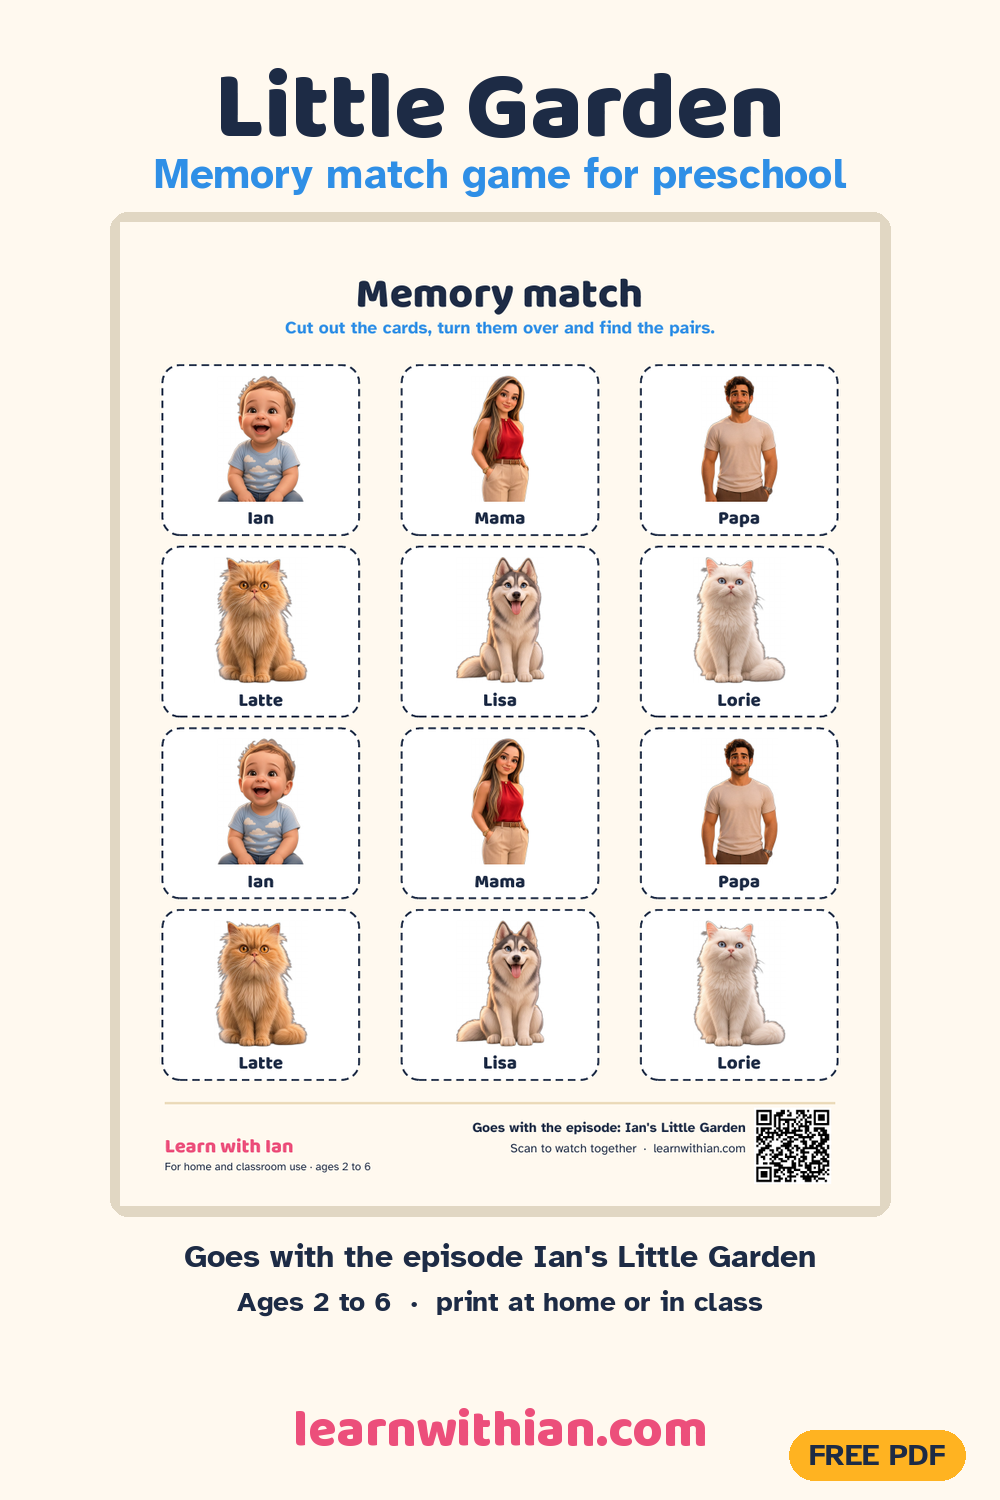 Little Garden
Memory match game for preschool
Memory match
Cut out the cards, turn them over and find the pairs.
Ian
Mama
Papa
Latte
Lisa
Lorie
Ian
Mama
Papa
Latte
Lisa
Lorie
Learn with Ian
For home and classroom use · ages 2 to 6
Goes with the episode: Ian's Little Garden
Scan to watch together · learnwithian.com
Goes with the episode Ian's Little Garden
Ages 2 to 6 · print at home or in class
learnwithian.com
FREE PDF